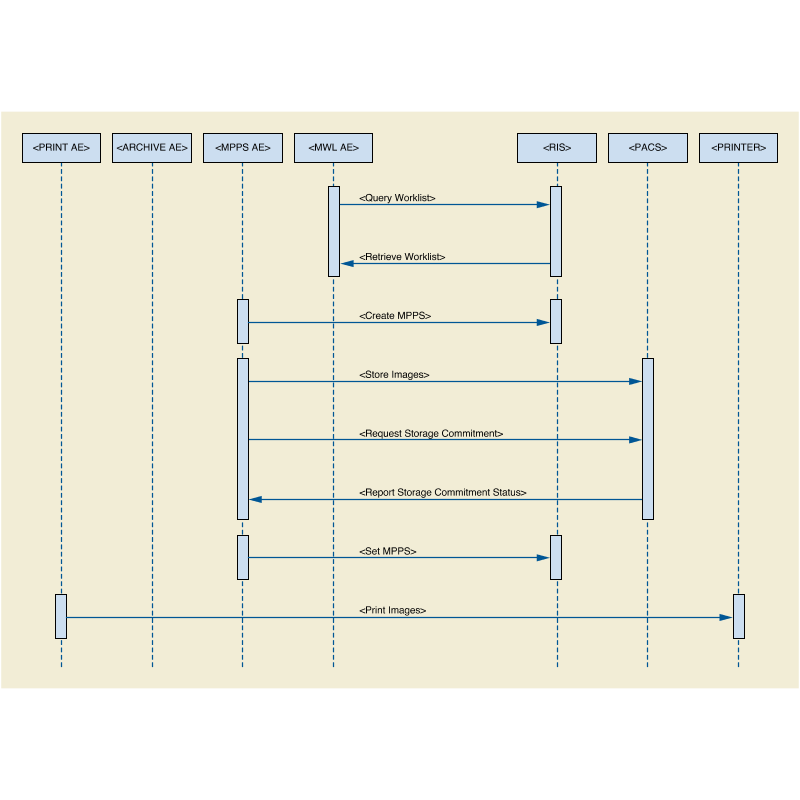 <PRINT AE> <ARCHIVE AE> <MPPS AE> <MWL AE> <RIS> <PACS> <PRINTER>
<Query Worklist>
<Retrieve Worklist>
<Create MPPS>
<Store Images>
<Request Storage Commitment>
<Report Storage Commitment Status>
<Set MPPS>
<Print Images>